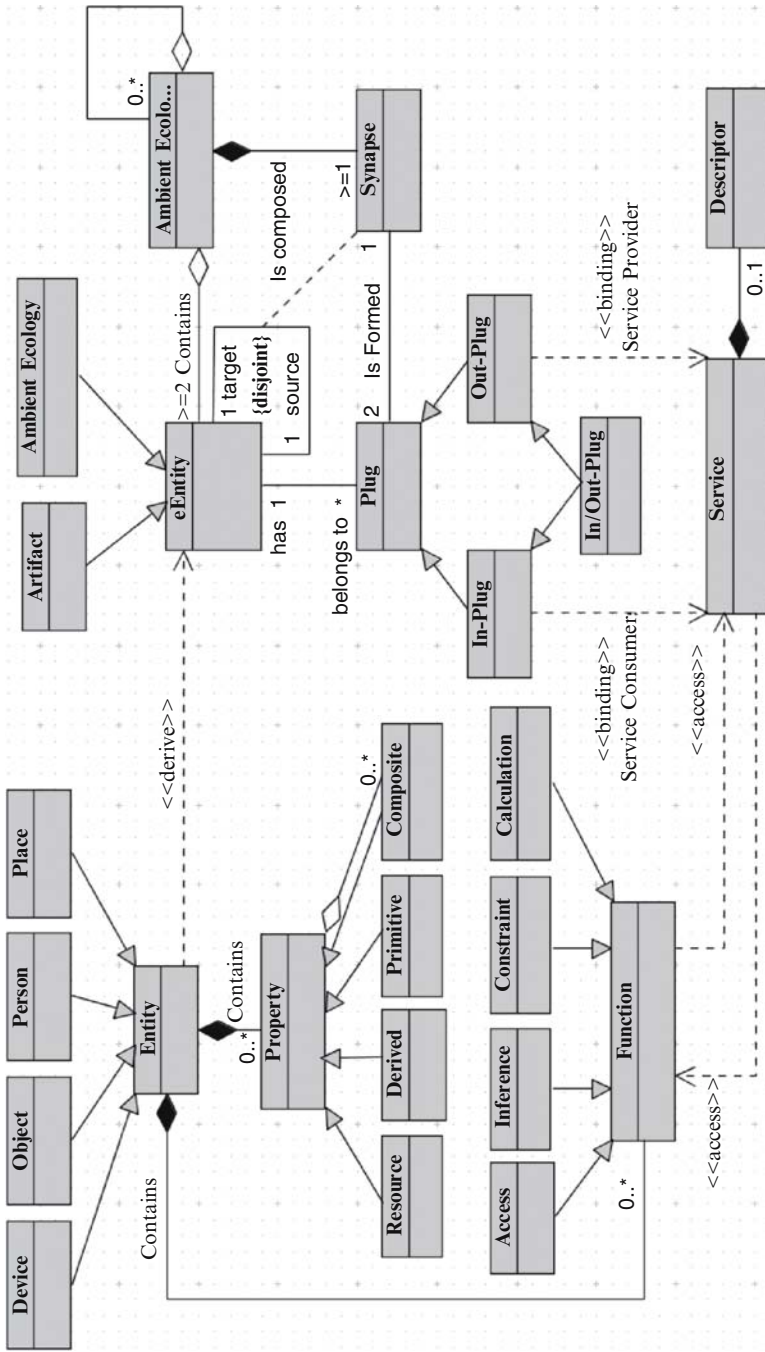 Device
Object
Person
Place
Artifact
Ambient Ecology
Ambient Ecolo...
0..*
Entity
<<derive>>
eEntity
>=2 Contains
1 target
{disjoint}
1 source
Is composed
>=1
Synapse
1
Contains
Contains
0..*
Property
has 1
belongs to *
Plug
2 Is Formed
Resource
Derived
Primitive
Composite
0..*
In-Plug
Out-Plug
In/Out-Plug
Access
Inference
Constraint
Calculation
<<binding>>
Service Consumer
<<binding>>
Service Provider
0..*
Function
<<access>>
<<access>>
Service
0..1
Descriptor